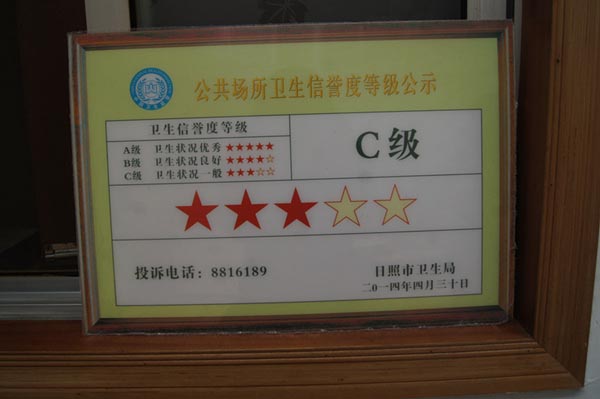 公共场所卫生信誉度等级公示
卫生信誉度等级
A级 卫生状况优秀 ★★★★★
B级 卫生状况良好 ★★★★☆
C级 卫生状况一般 ★★★☆☆
C级
★★★☆☆
投诉电话：8816189
日照市卫生局
二0一四年四月三十日